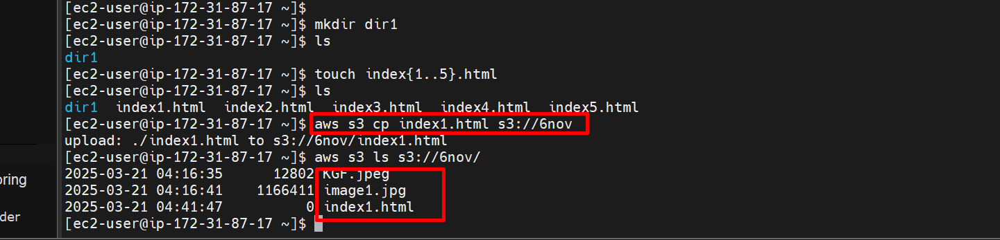 [ec2-user@ip-172-31-87-17 ~]$
[ec2-user@ip-172-31-87-17 ~]$ mkdir dir1
[ec2-user@ip-172-31-87-17 ~]$ ls
dir1
[ec2-user@ip-172-31-87-17 ~]$ touch index{1..5}.html
[ec2-user@ip-172-31-87-17 ~]$ ls
dir1  index1.html  index2.html  index3.html  index4.html  index5.html
[ec2-user@ip-172-31-87-17 ~]$ aws s3 cp index1.html s3://6nov
upload: ./index1.html to s3://6nov/index1.html
[ec2-user@ip-172-31-87-17 ~]$ aws s3 ls s3://6nov/
2025-03-21 04:16:35      12802 KGF.jpeg
2025-03-21 04:16:41    1166411 image1.jpg
2025-03-21 04:41:47          0 index1.html
[ec2-user@ip-172-31-87-17 ~]$
oring
der